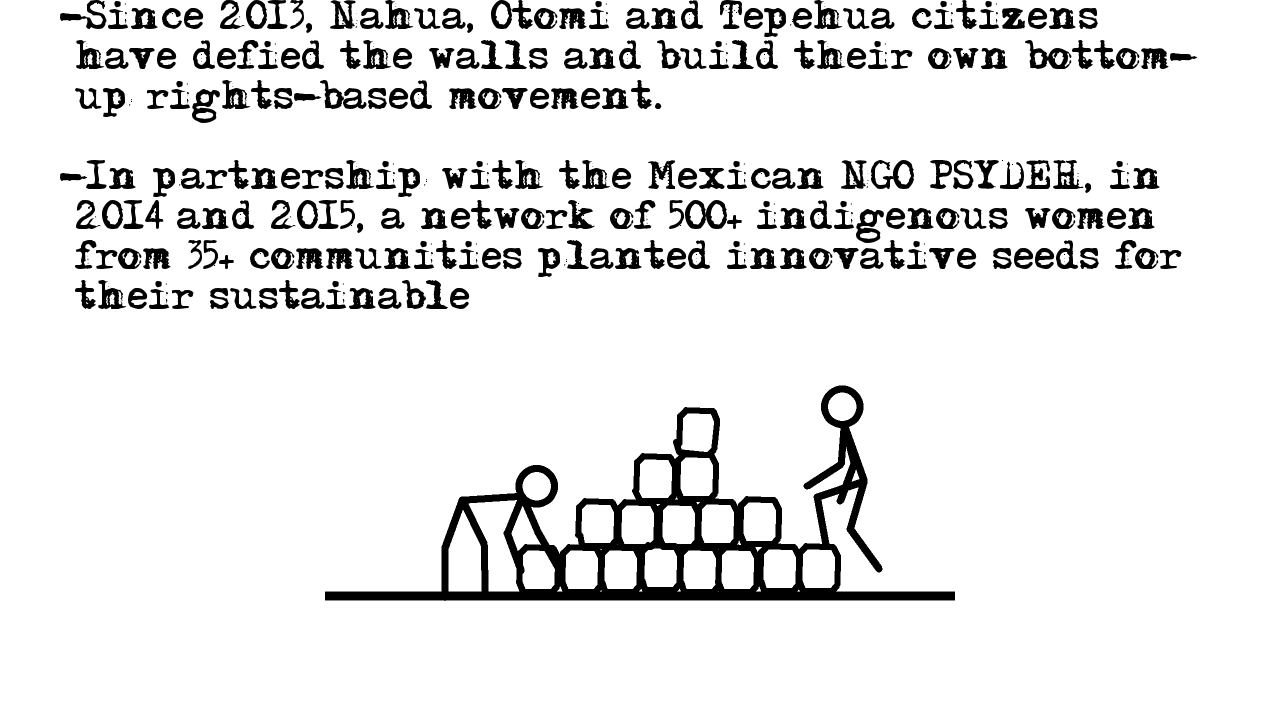 -Since 2013, Nahua, Otomi and Tepehua citizens
have defied the walls and build their own bottom-
up rights-based movement.
-In partnership with the Mexican NGO PSYDEH, in
2014 and 2015, a network of 500+ indigenous women
from 35+ communities planted innovative seeds for
their sustainable